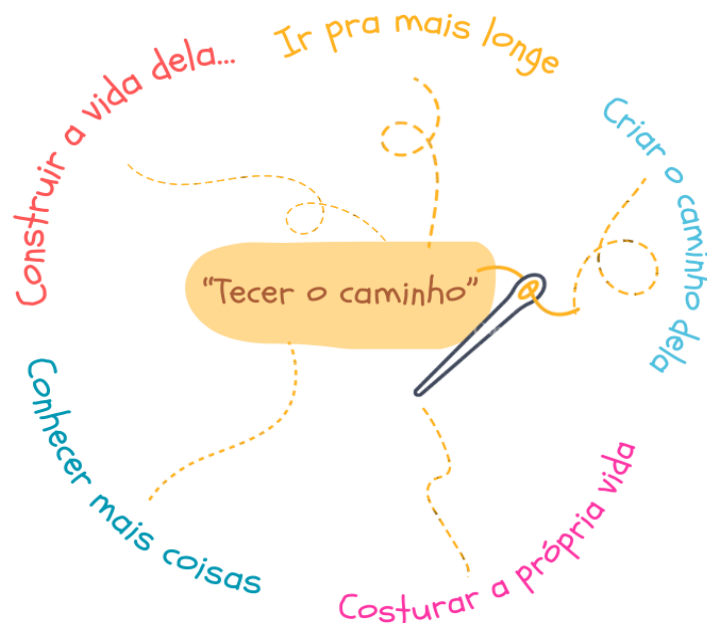 Construir a vida dela...
Ir pra mais longe
Criar o caminho dela
“Tecer o caminho”
Conhecer mais coisas
Costurar a própria vida